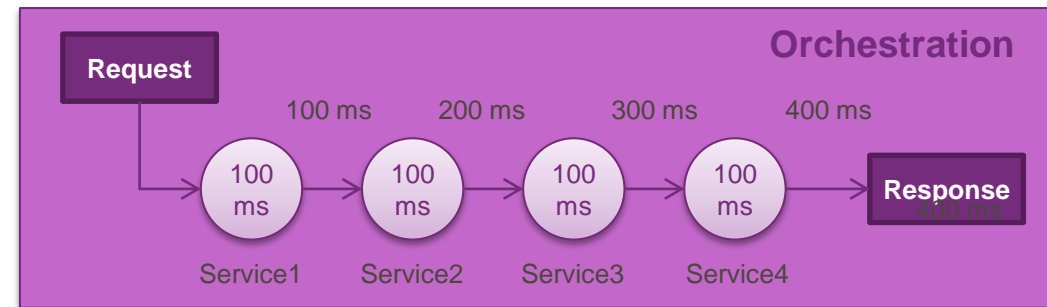 Orchestration
Request
100 ms 200 ms 300 ms 400 ms
100
ms
100
ms
100
ms
100
ms
Response
400 ms
Service1 Service2 Service3 Service4